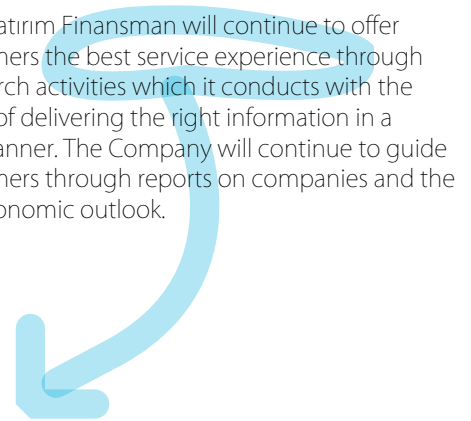 atırım Finansman will continue to offer
ners the best service experience through
rch activities which it conducts with the
of delivering the right information in a
anner. The Company will continue to guide
ners through reports on companies and the
onomic outlook.